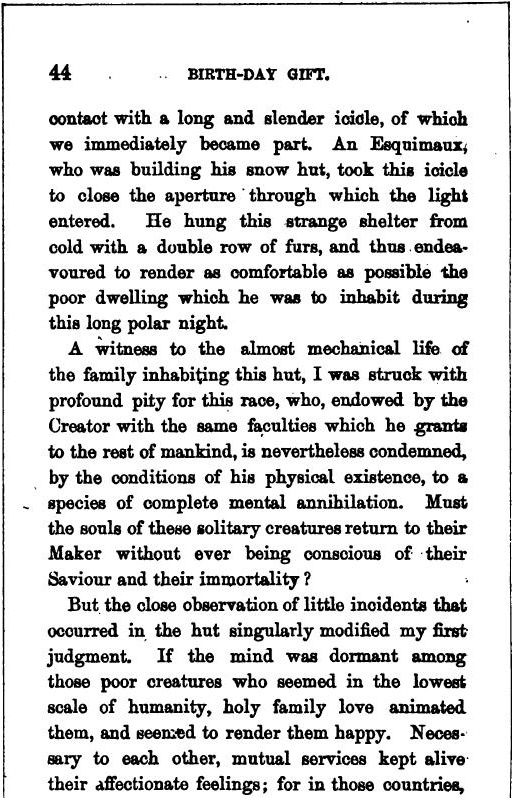 44 BIRTH-DAY GIFT.
contact with a long and slender icicle, of which
we immediately became part. An Esquimaux,
who was building his snow hut, took this icicle
to close the aperture through which the light
entered. He hung this strange shelter from
cold with a double row of furs, and thus endea-
voured to render as comfortable as possible the
poor dwelling which he was to inhabit during
this long polar night.
A witness to the almost mechanical life of
the family inhabiting this hut, I was struck with
profound pity for this race, who, endowed by the
Creator with the same faculties which he grants
to the rest of mankind, is nevertheless condemned,
by the conditions of his physical existence, to a
species of complete mental annihilation. Must
the souls of these solitary creatures return to their
Maker without ever being conscious of their
Saviour and their immortality?
But the close observation of little incidents that
occurred in the hut singularly modified my first
judgment. If the mind was dormant among
those poor creatures who seemed in the lowest
scale of humanity, holy family love animated
them, and seemed to render them happy. Neces-
sary to each other, mutual services kept alive
their affectionate feelings; for in those countries,